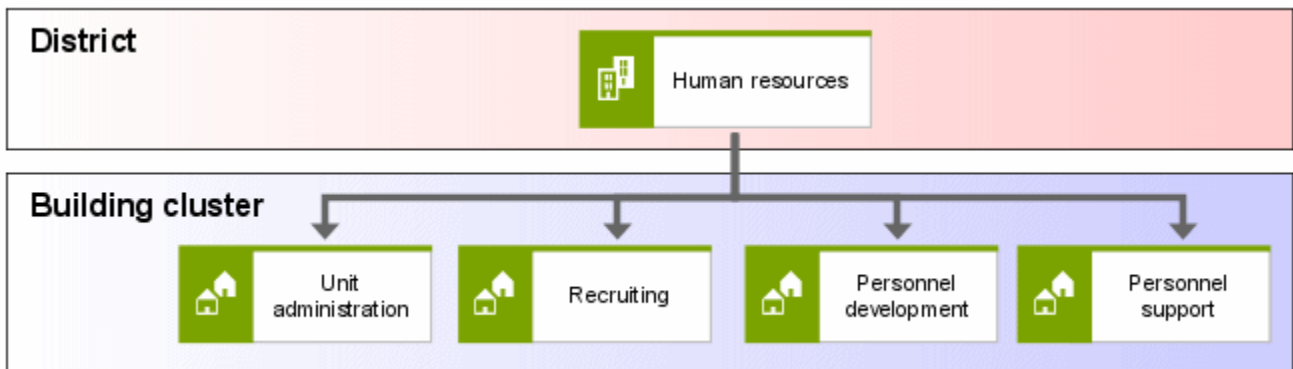 District
Human resources
Building cluster
Unit
administration
Recruiting
Personnel
development
Personnel
support